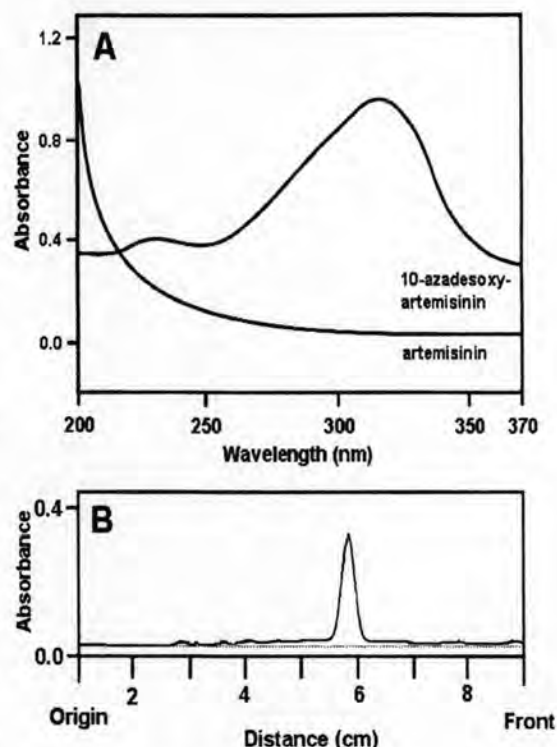 A
Absorbance
1.2
0.8
0.4
0.0
10-azadesoxy-
artemisinin
artemisinin
200 250 300 350 370
Wavelength (nm)
B
Absorbance
0.4
0.0
2 4 6 8
Origin Front
Distance (cm)